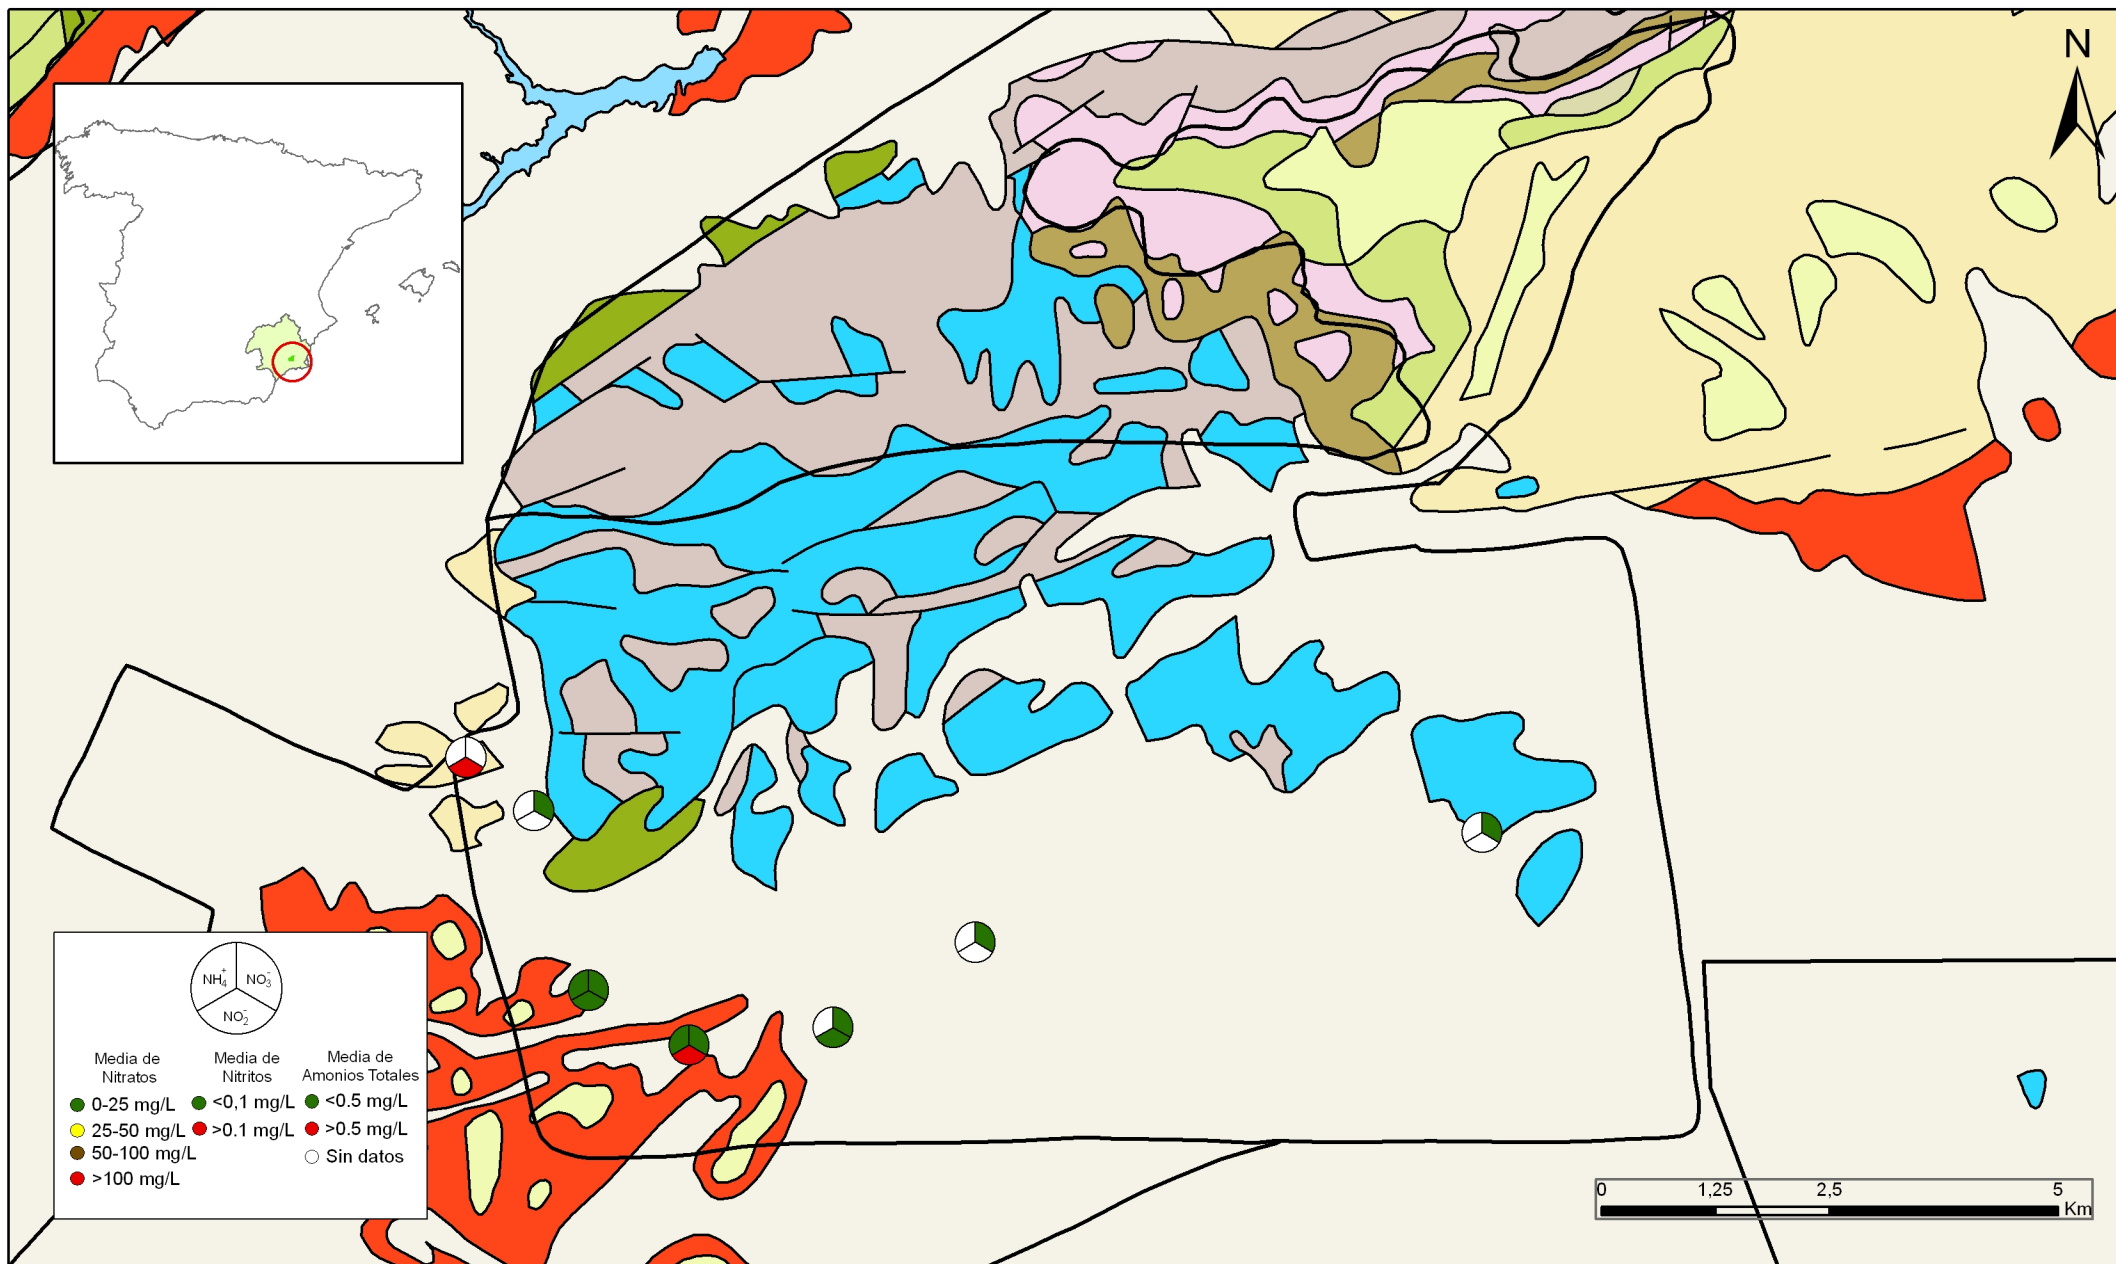 N
NH4+ NO3-
NO2-
Media de Nitratos
0-25 mg/L
25-50 mg/L
50-100 mg/L
>100 mg/L
Media de Nitritos
<0,1 mg/L
>0.1 mg/L
Media de Amonios Totales
<0.5 mg/L
>0.5 mg/L
Sin datos
0 1,25 2,5 5
Km